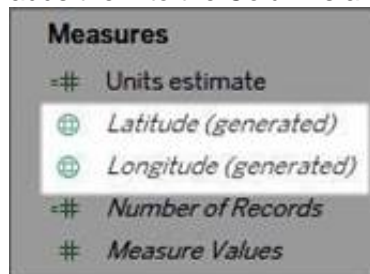 Measures
Units estimate
Latitude (generated)
Longitude (generated)
Number of Records
Measure Values